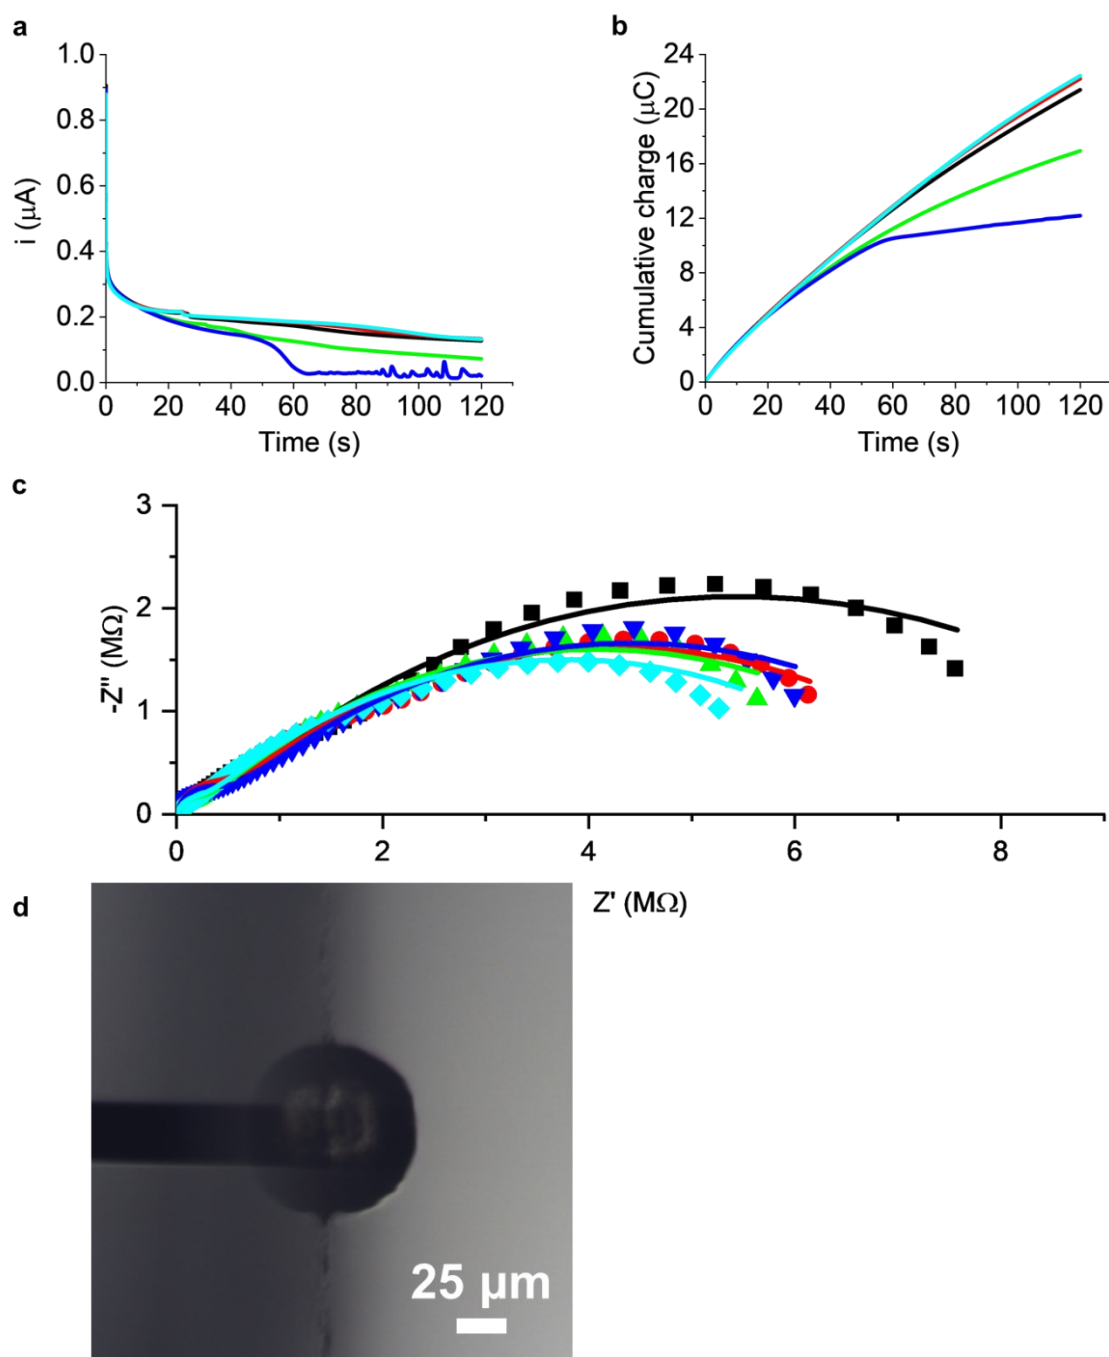 a
1.0
0.8
0.6
0.4
0.2
0.0
i (μA)
0 20 40 60 80 100 120
Time (s)
b
24
20
16
12
8
4
0
Cumulative charge (μC)
0 20 40 60 80 100 120
Time (s)
c
3
2
1
0
-Z'' (MΩ)
0 2 4 6 8
Z' (MΩ)
d
25 μm